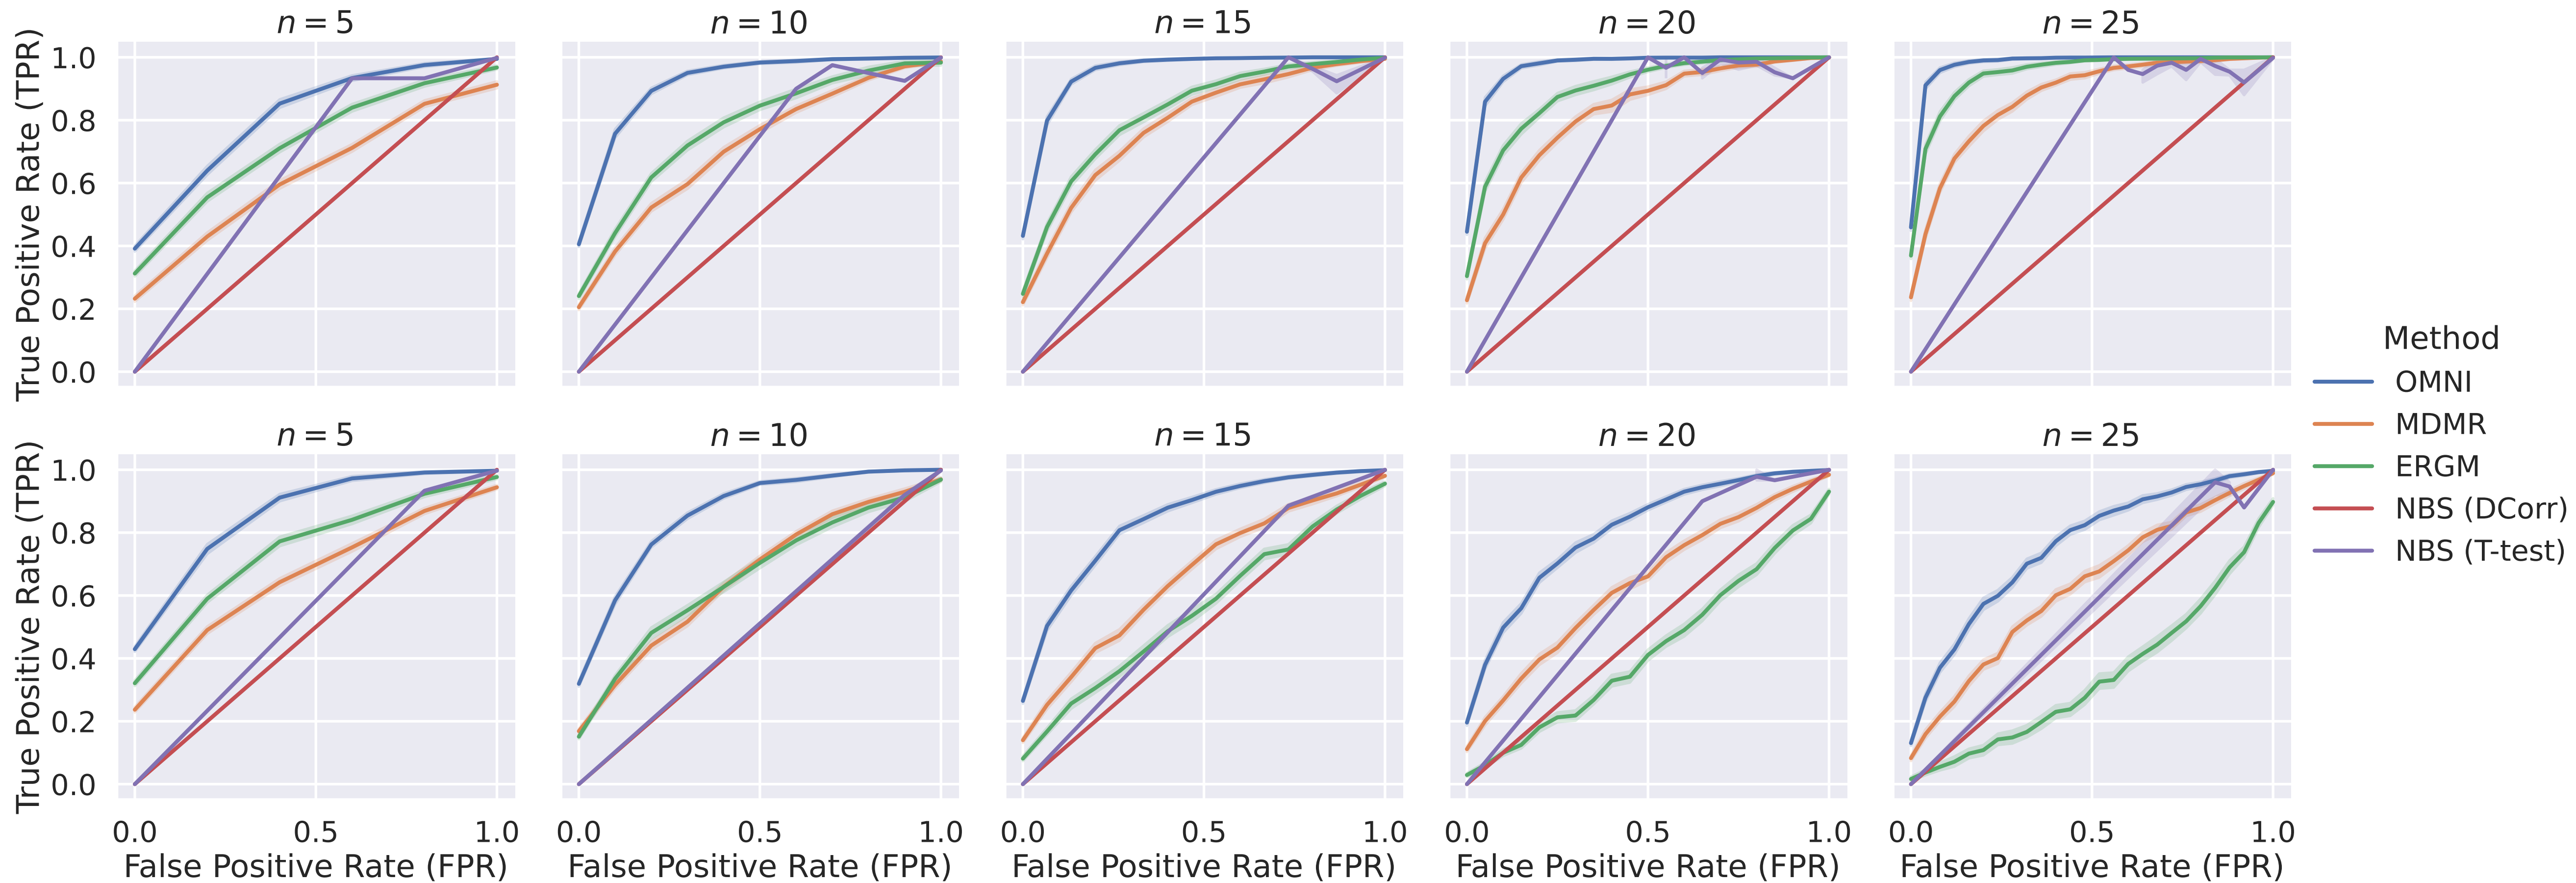 n = 5
n = 10
n = 15
n = 20
n = 25
True Positive Rate (TPR)
1.0
0.8
0.6
0.4
0.2
0.0
Method
OMNI
MDMR
ERGM
NBS (DCorr)
NBS (T-test)
n = 5
n = 10
n = 15
n = 20
n = 25
True Positive Rate (TPR)
1.0
0.8
0.6
0.4
0.2
0.0
0.0 0.5 1.0
0.0 0.5 1.0
0.0 0.5 1.0
0.0 0.5 1.0
0.0 0.5 1.0
False Positive Rate (FPR)
False Positive Rate (FPR)
False Positive Rate (FPR)
False Positive Rate (FPR)
False Positive Rate (FPR)